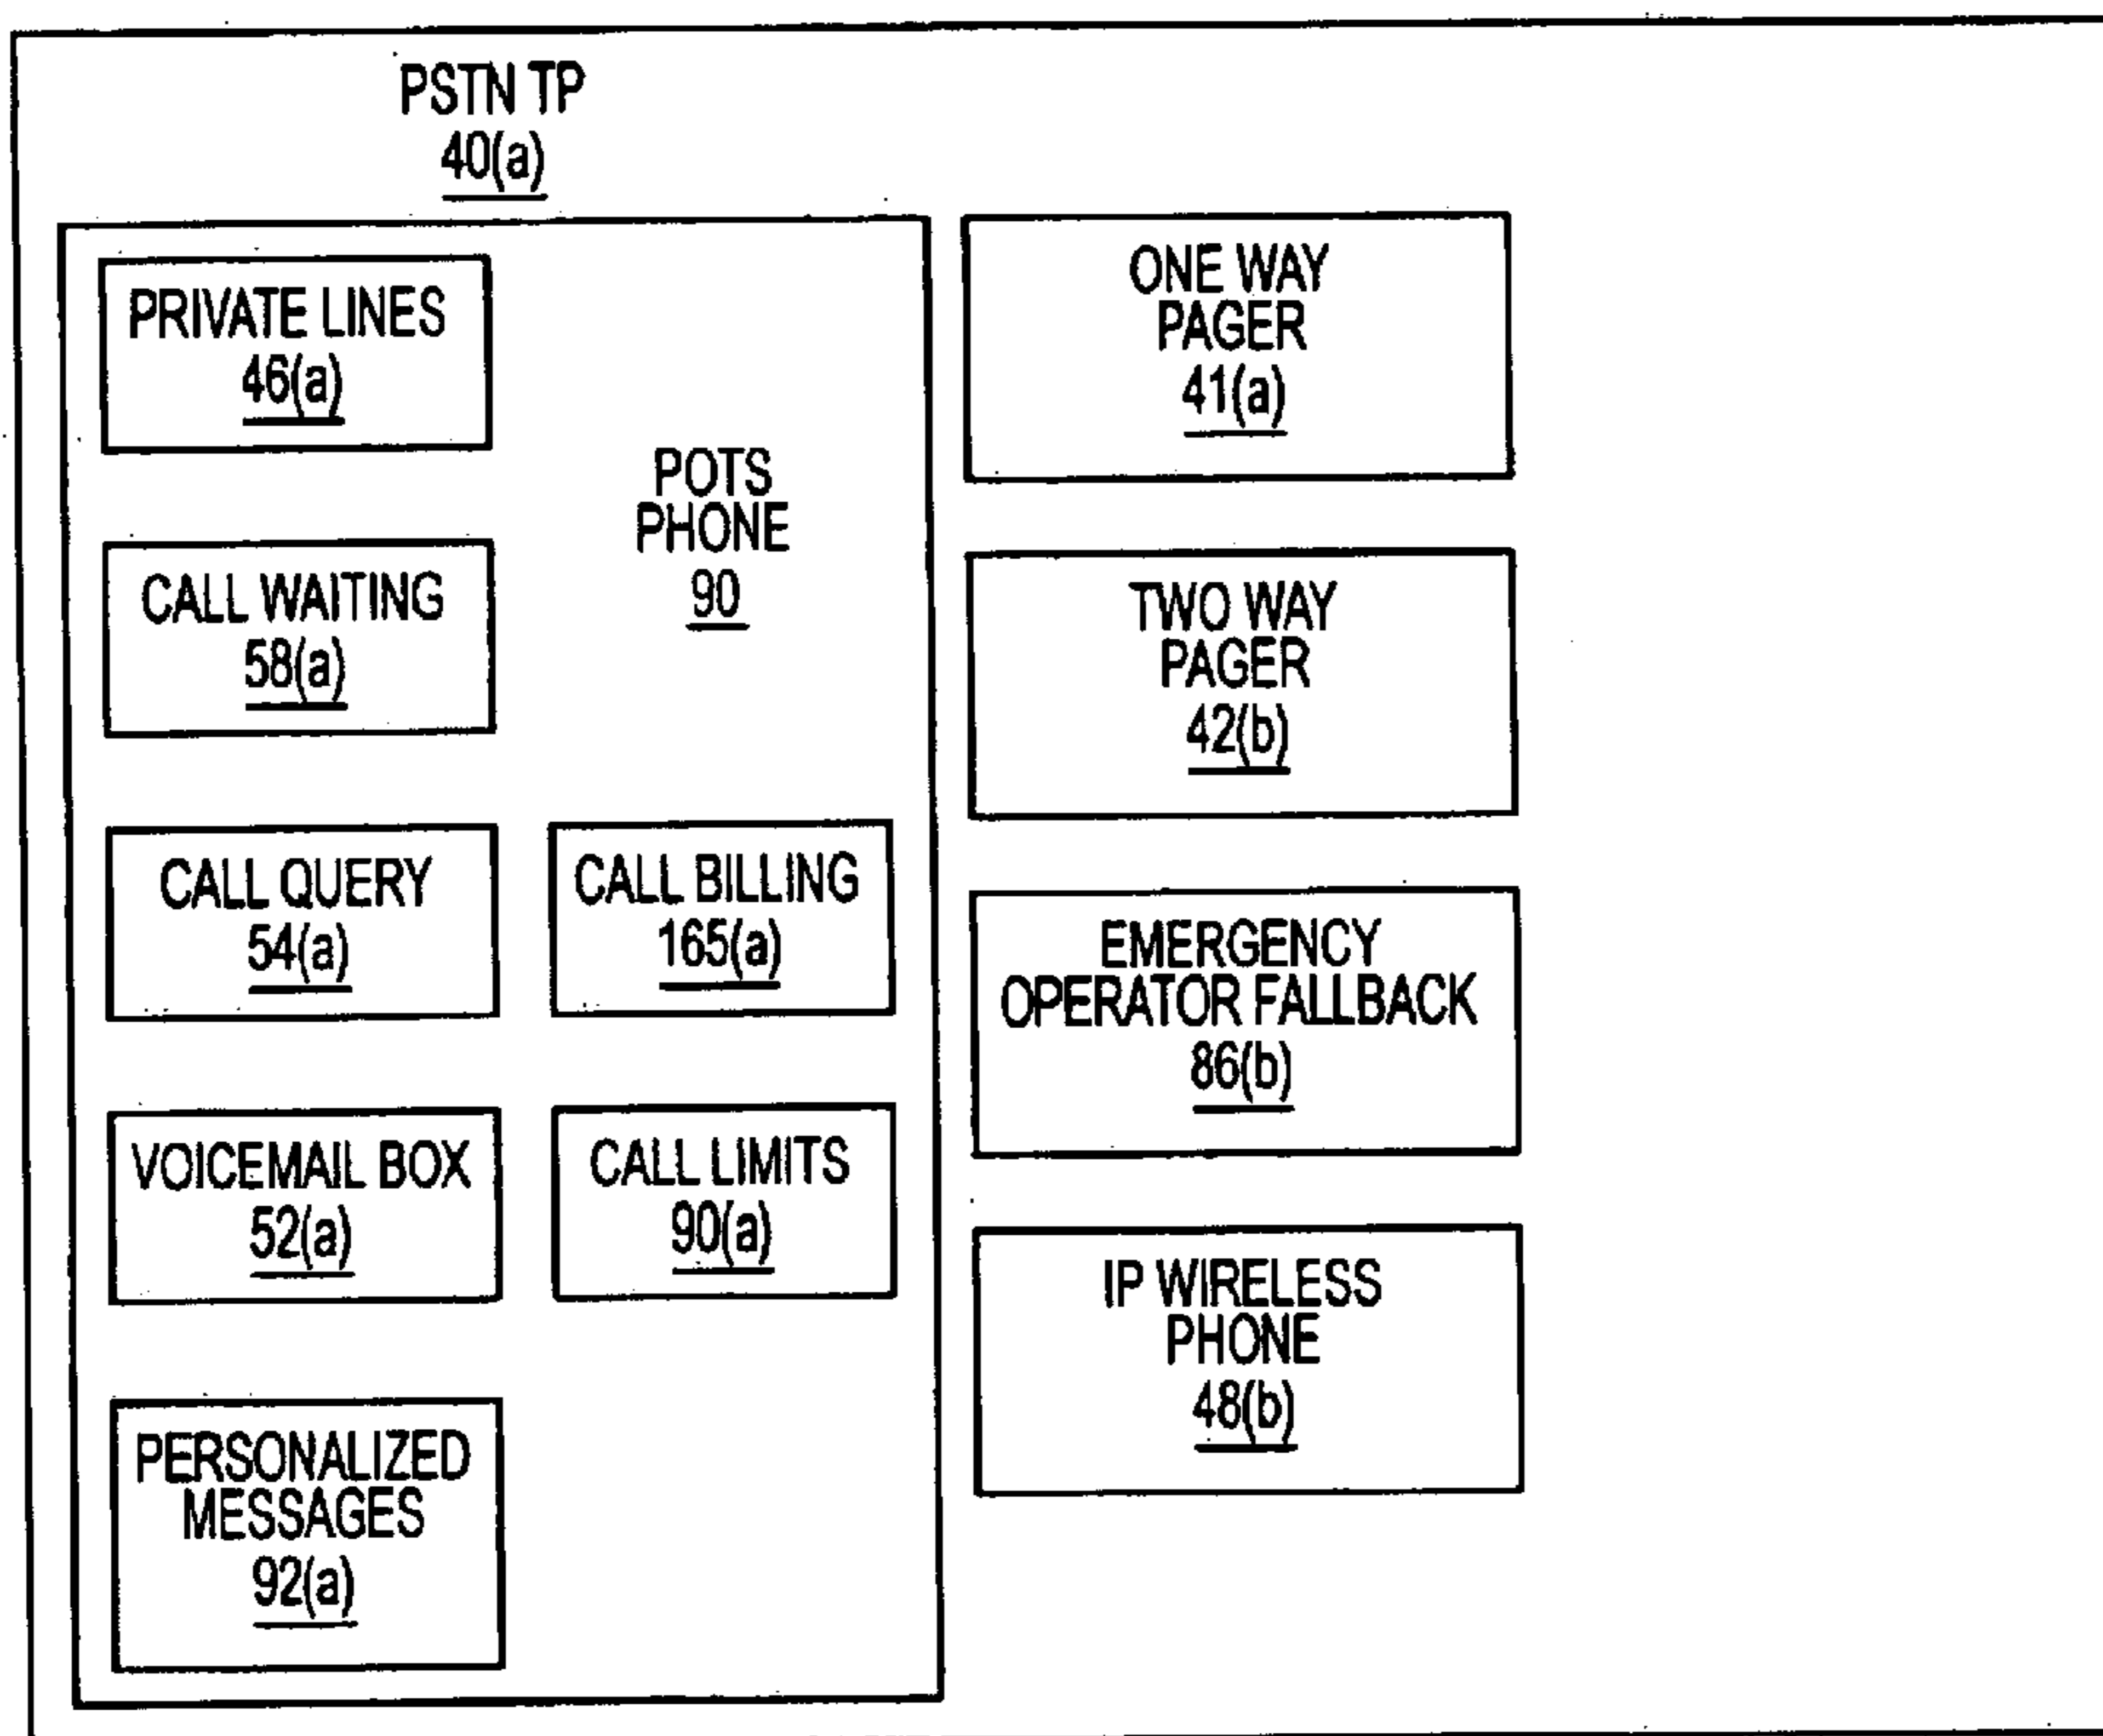 PSTN TP
40(a)
PRIVATE LINES
46(a)
POTS
PHONE
90
CALL WAITING
58(a)
CALL QUERY
54(a)
CALL BILLING
165(a)
VOICEMAIL BOX
52(a)
CALL LIMITS
90(a)
PERSONALIZED
MESSAGES
92(a)
ONE WAY
PAGER
41(a)
TWO WAY
PAGER
42(b)
EMERGENCY
OPERATOR FALLBACK
86(b)
IP WIRELESS
PHONE
48(b)